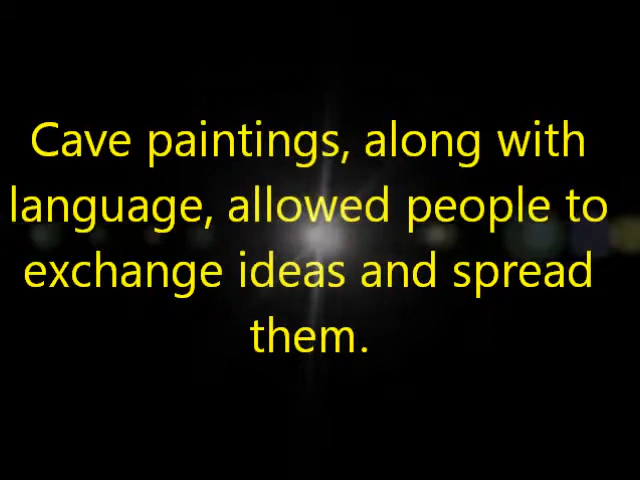 Cave paintings, along with
language, allowed people to
exchange ideas and spread
them.